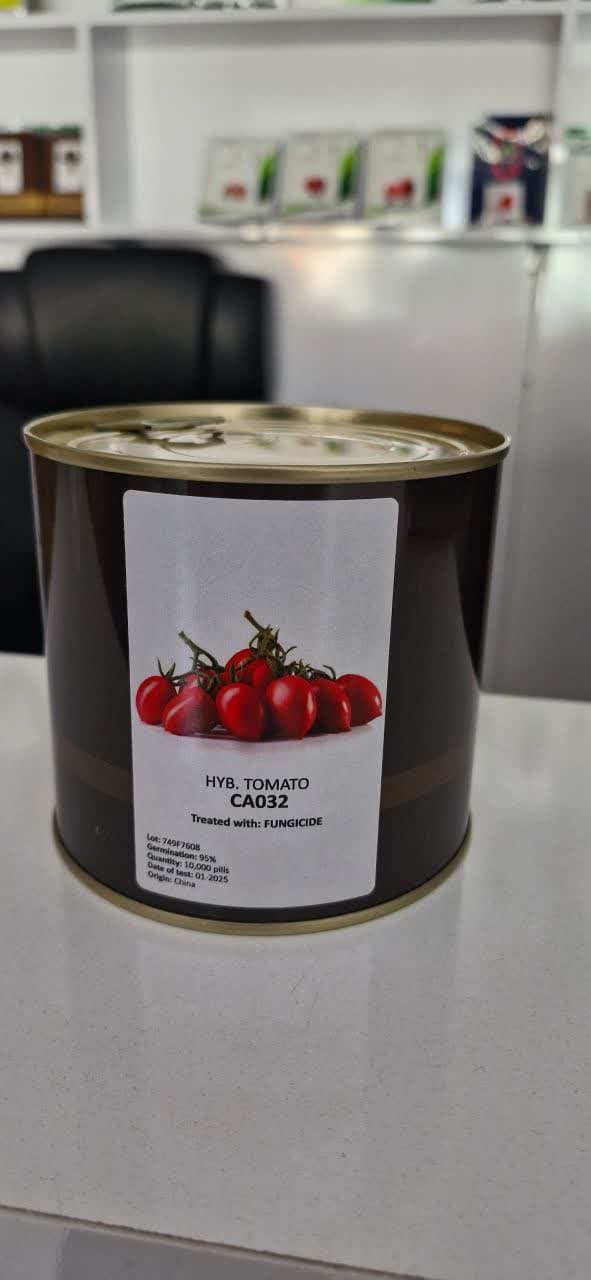 HYB. TOMATO
CA032
Treated with: FUNGICIDE
Lot: 749F7608
Germination: 95%
Quantity: 10,000 pills
Date of test: 01-2025
Origin: China